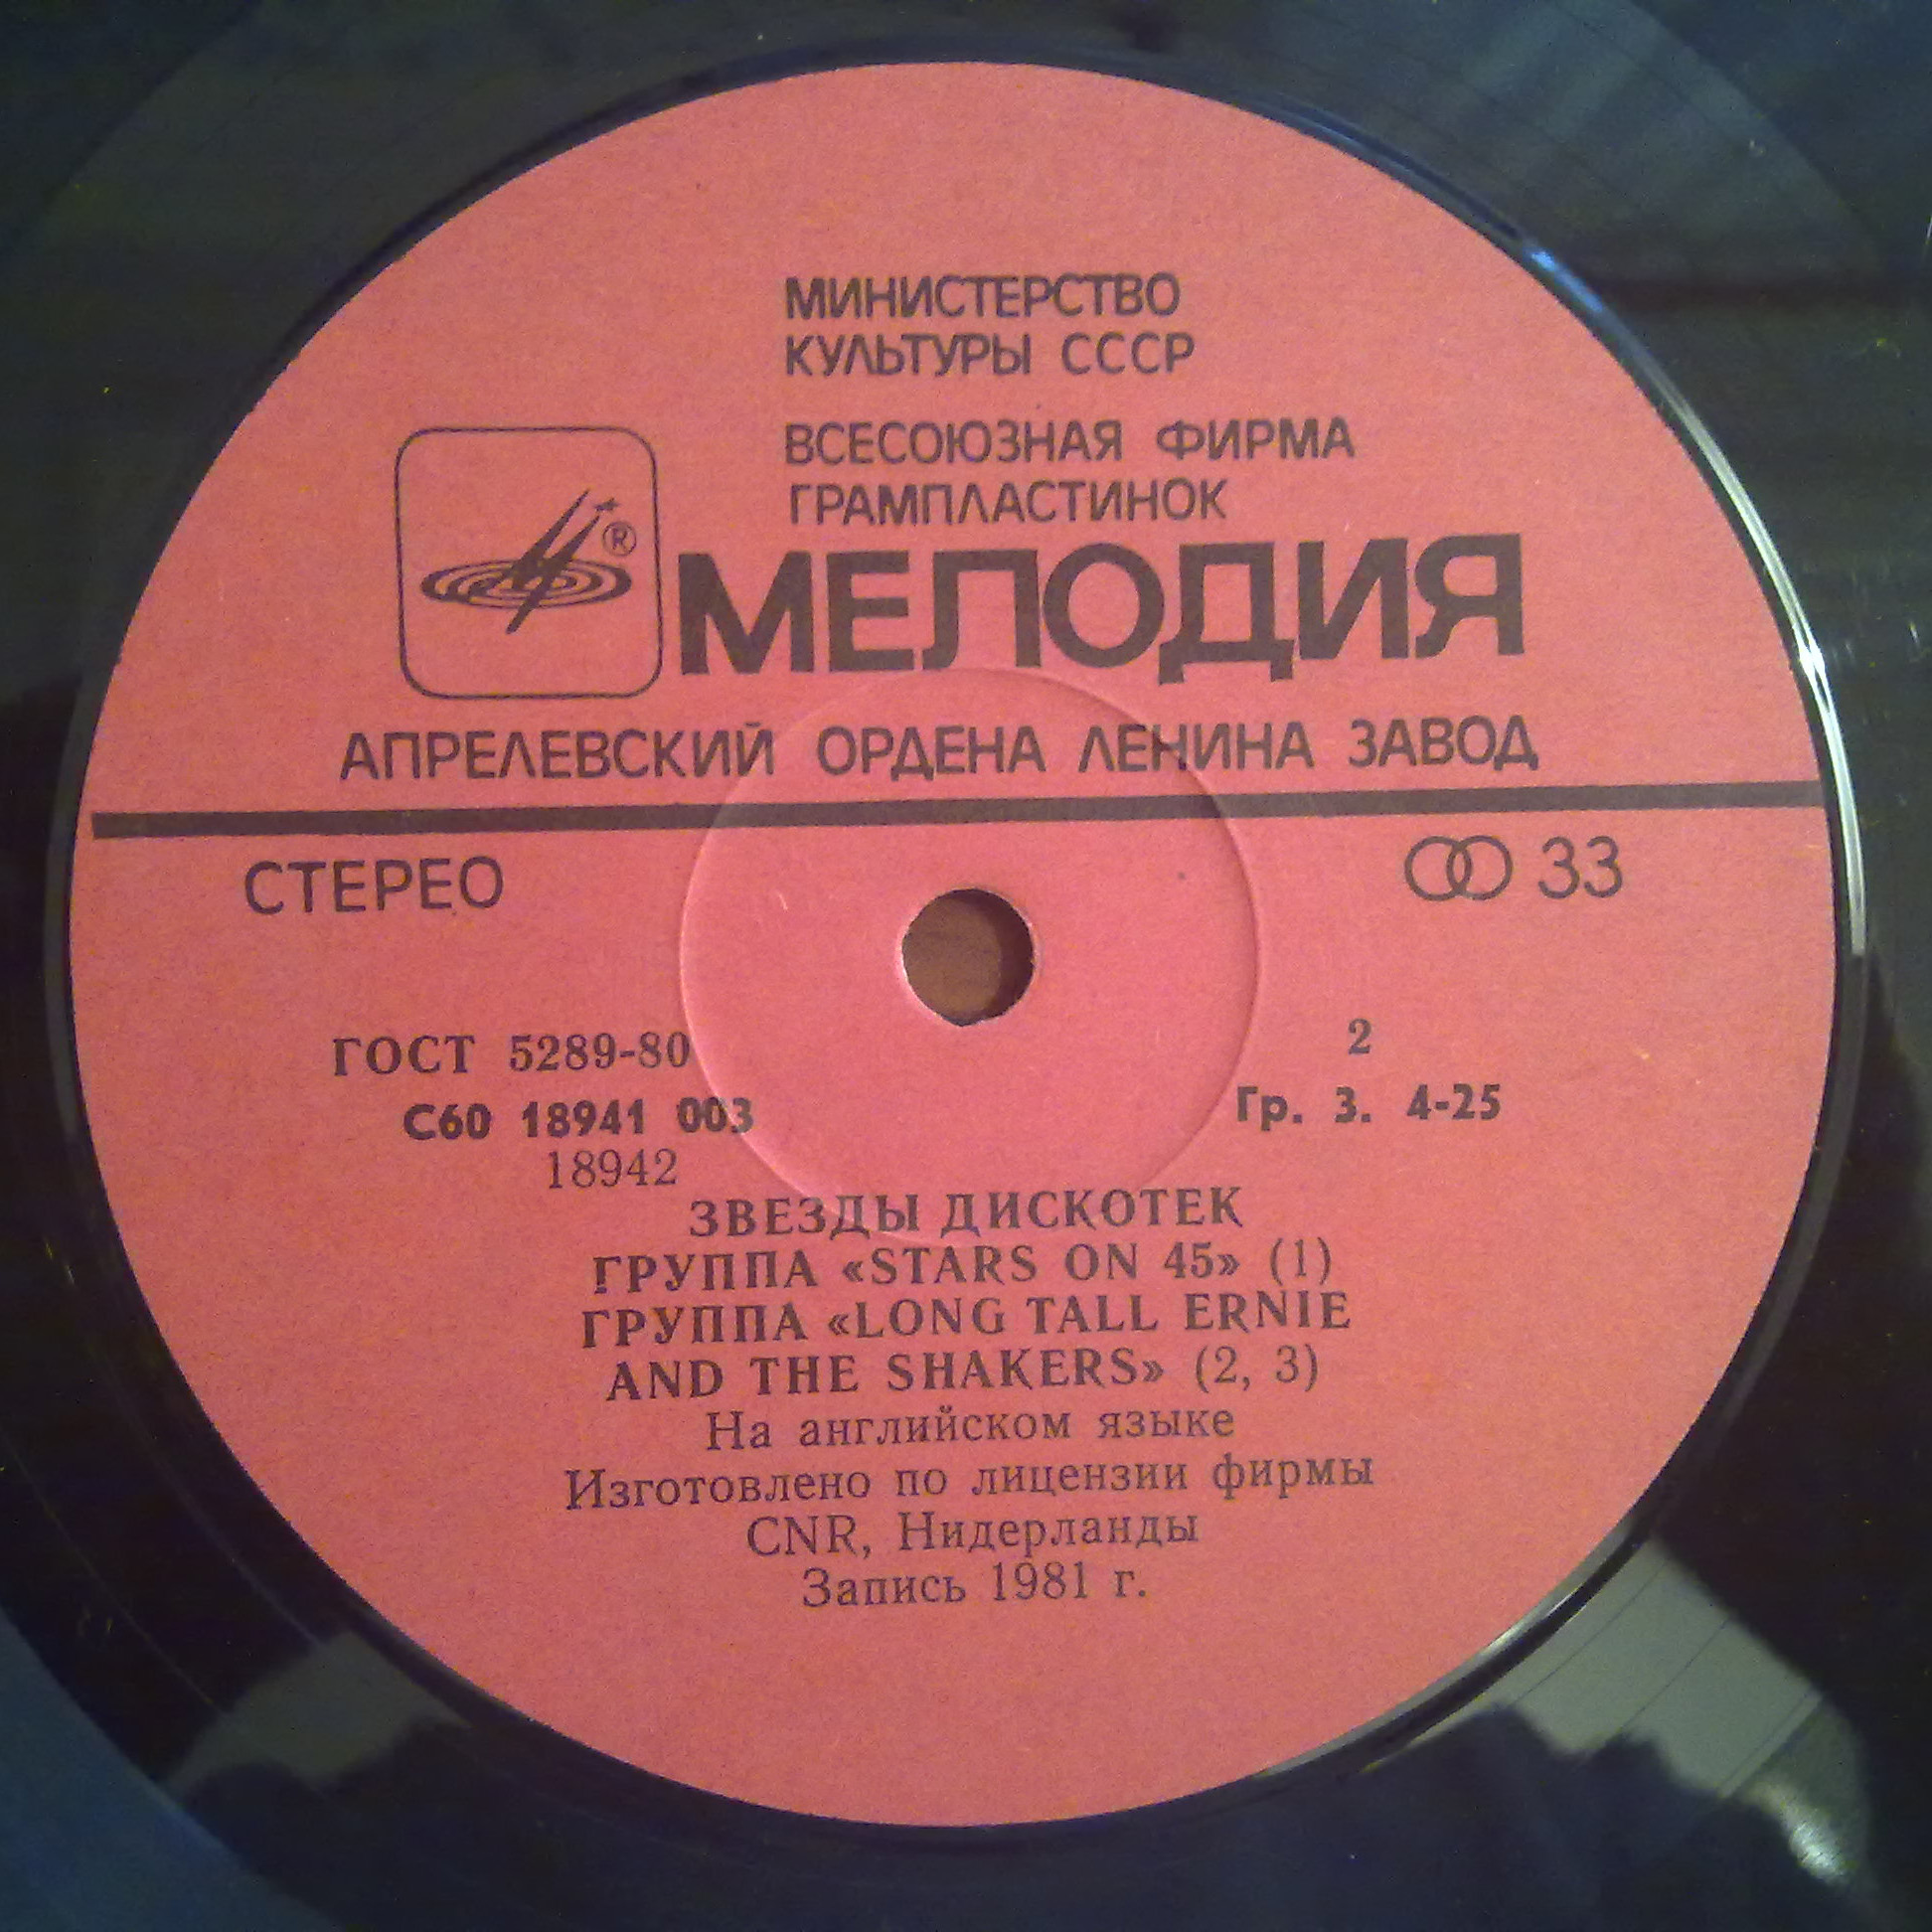 МИНИСТЕРСТВО
КУЛЬТУРЫ СССР
ВСЕСОЮЗНАЯ ФИРМА
ГРАМПЛАСТИНОК
®
МЕЛОДИЯ
АПРЕЛЕВСКИЙ ОРДЕНА ЛЕНИНА ЗАВОД
СТЕРЕО 33
ГОСТ 5289-80 2
С60 18941 003 Гр. 3. 4-25
18942
ЗВЕЗДЫ ДИСКОТЕК
ГРУППА «STARS ON 45» (1)
ГРУППА «LONG TALL ERNIE
AND THE SHAKERS» (2, 3)
На английском языке
Изготовлено по лицензии фирмы
CNR, Нидерланды
Запись 1981 г.